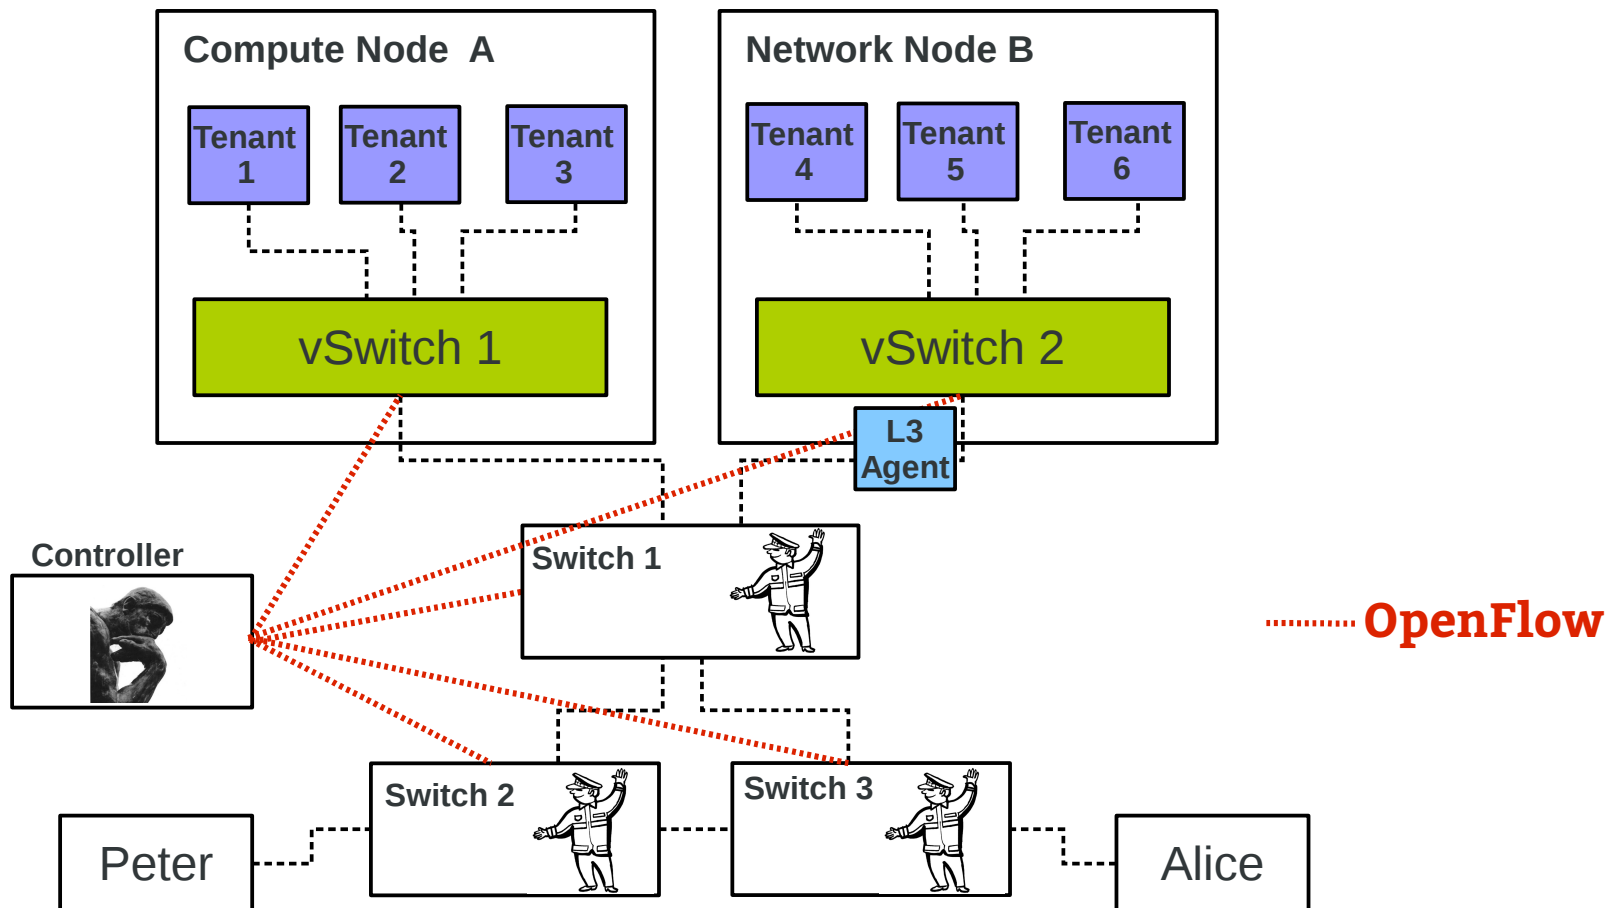 Compute Node  A
Network Node B
Tenant
1
Tenant
2
Tenant
3
Tenant
4
Tenant
5
Tenant
6
vSwitch 1
vSwitch 2
L3
Agent
Controller
Switch 1
OpenFlow
Switch 2
Switch 3
Peter
Alice